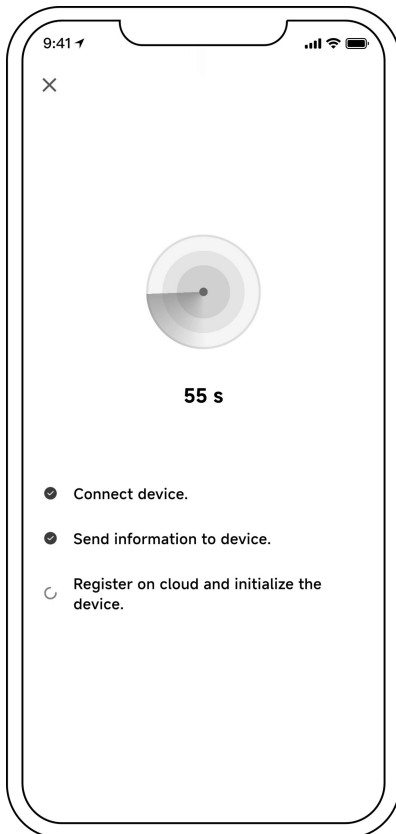 9:41
55 s
Connect device.
Send information to device.
Register on cloud and initialize the
device.